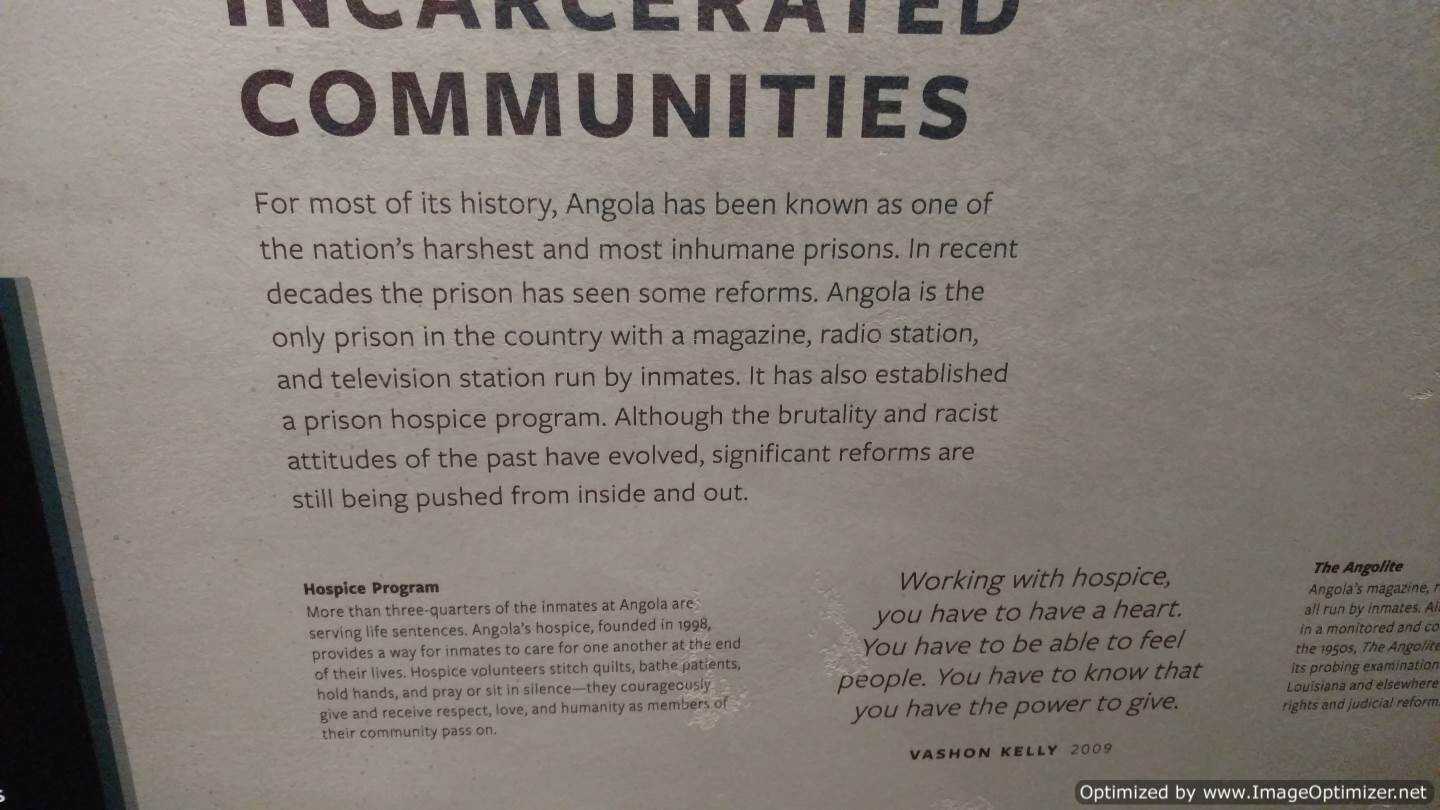 INCARCERATED
COMMUNITIES
For most of its history, Angola has been known as one of
the nation's harshest and most inhumane prisons. In recent
decades the prison has seen some reforms. Angola is the
only prison in the country with a magazine, radio station,
and television station run by inmates. It has also established
a prison hospice program. Although the brutality and racist
attitudes of the past have evolved, significant reforms are
still being pushed from inside and out.
Hospice Program
More than three-quarters of the inmates at Angola are
serving life sentences. Angola's hospice, founded in 1998,
provides a way for inmates to care for one another at the end
of their lives. Hospice volunteers stitch quilts, bathe patients,
hold hands, and pray or sit in silence—they courageously
give and receive respect, love, and humanity as members of
their community pass on.
Working with hospice,
you have to have a heart.
You have to be able to feel
people. You have to know that
you have the power to give.
VASHON KELLY 2009
The Angolite
Angola's magazine,
all run by inmates.
in a monitored and
the 1950s, The Angolite
its probing examination
Louisiana and elsewhere
rights and judicial reform
Optimized by www.ImageOptimizer.net